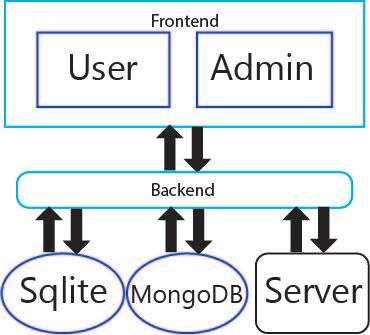 Frontend
User
Admin
Backend
Sqlite
MongoDB
Server